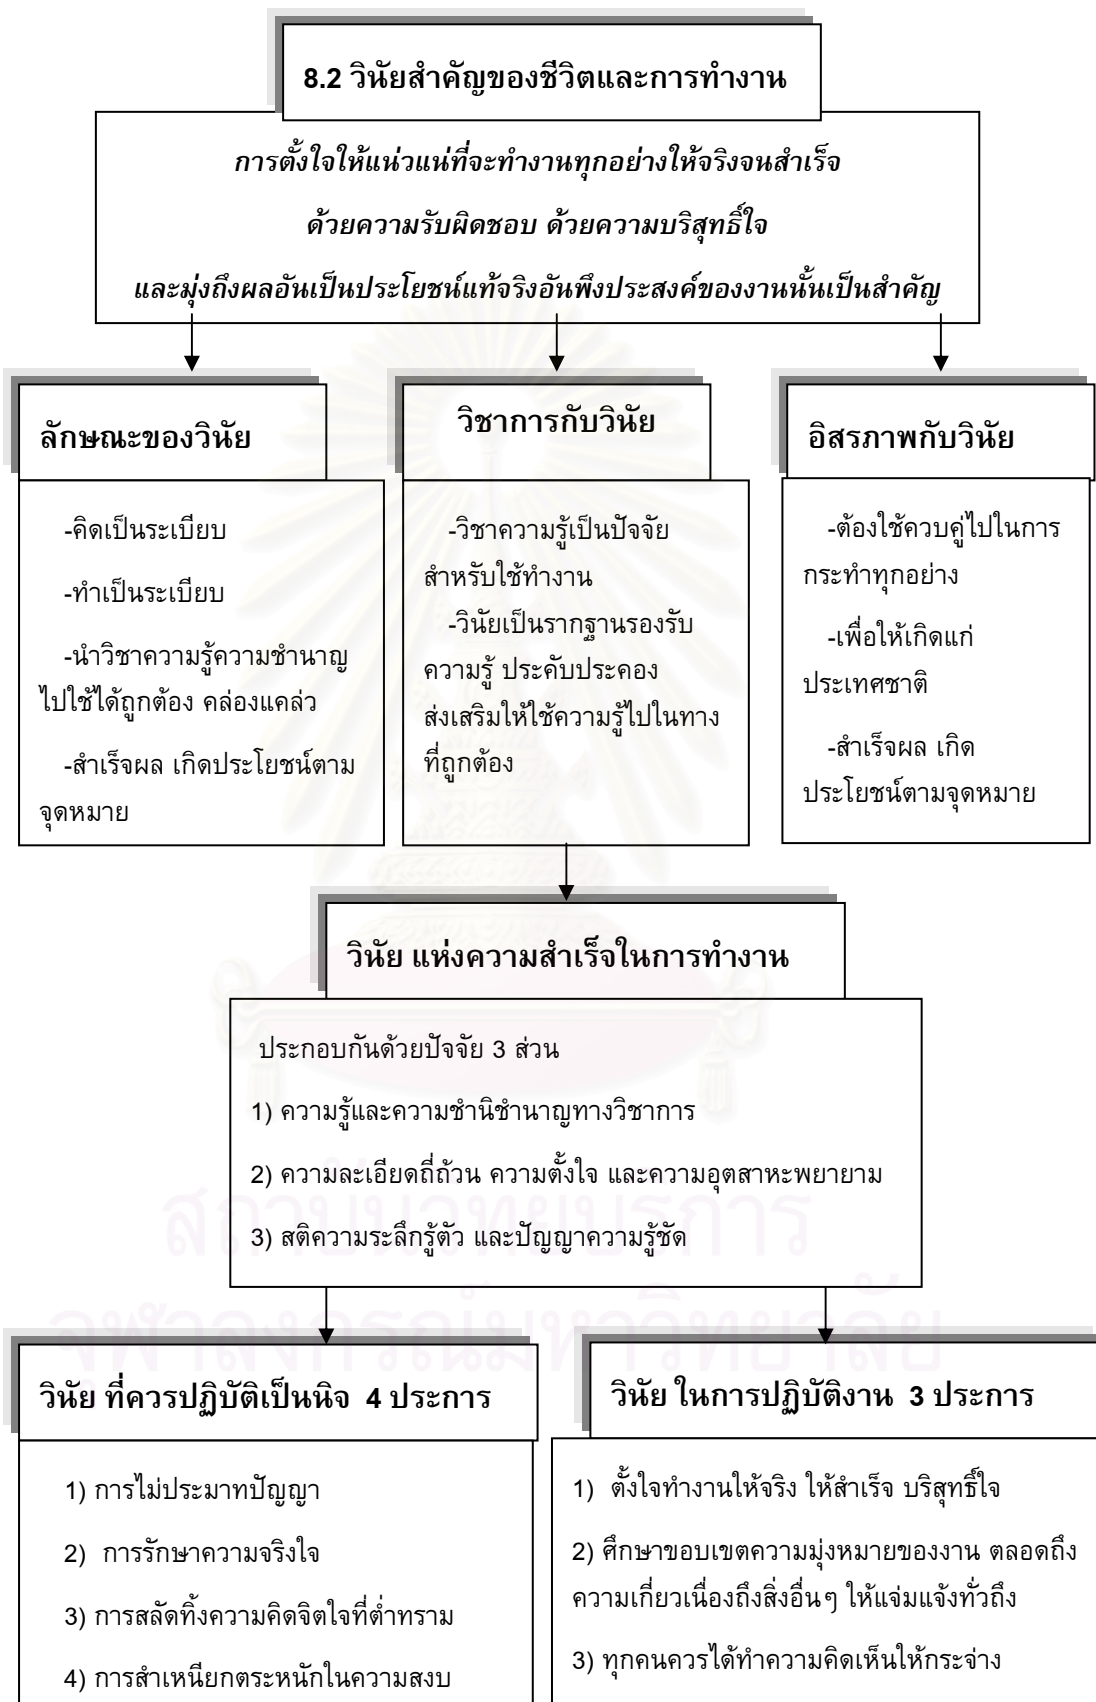 8.2 วินัยสำคัญของชีวิตและการทำงาน
การตั้งใจให้แน่วแน่ที่จะทำงานทุกอย่างให้จริงจนสำเร็จ
ด้วยความรับผิดชอบ ด้วยความบริสุทธิ์ใจ
และมุ่งถึงผลอันเป็นประโยชน์แท้จริงอันพึงประสงค์ของงานนั้นเป็นสำคัญ
ลักษณะของวินัย
-คิดเป็นระเบียบ
-ทำเป็นระเบียบ
-นำวิชาความรู้ความชำนาญ
ไปใช้ได้ถูกต้อง คล่องแคล่ว
-สำเร็จผล เกิดประโยชน์ตาม
จุดหมาย
วิชาการกับวินัย
-วิชาความรู้เป็นปัจจัย
สำหรับใช้ทำงาน
-วินัยเป็นรากฐานรองรับ
ความรู้ ประคับประคอง
ส่งเสริมให้ใช้ความรู้ไปในทาง
ที่ถูกต้อง
อิสรภาพกับวินัย
-ต้องใช้ควบคู่ไปในการ
กระทำทุกอย่าง
-เพื่อให้เกิดแก่
ประเทศชาติ
-สำเร็จผล เกิด
ประโยชน์ตามจุดหมาย
วินัย แห่งความสำเร็จในการทำงาน
ประกอบกันด้วยปัจจัย 3 ส่วน
1) ความรู้และความชำนิชำนาญทางวิชาการ
2) ความละเอียดถี่ถ้วน ความตั้งใจ และความอุตสาหะพยายาม
3) สติความระลึกรู้ตัว และปัญญาความรู้ชัด
สถาบันวิทยบริการ
จุฬาลงกรณ์มหาวิทยาลัย
วินัย ที่ควรปฏิบัติเป็นนิจ 4 ประการ
1) การไม่ประมาทปัญญา
2) การรักษาความจริงใจ
3) การสลัดทิ้งความคิดจิตใจที่ต่ำทราม
4) การสำเหนียกตระหนักในความสงบ
วินัย ในการปฏิบัติงาน 3 ประการ
1) ตั้งใจทำงานให้จริง ให้สำเร็จ บริสุทธิ์ใจ
2) ศึกษาขอบเขตความมุ่งหมายของงาน ตลอดถึง
ความเกี่ยวเนื่องถึงสิ่งอื่นๆ ให้แจ่มแจ้งทั่วถึง
3) ทุกคนควรได้ทำความคิดเห็นให้กระจ่าง